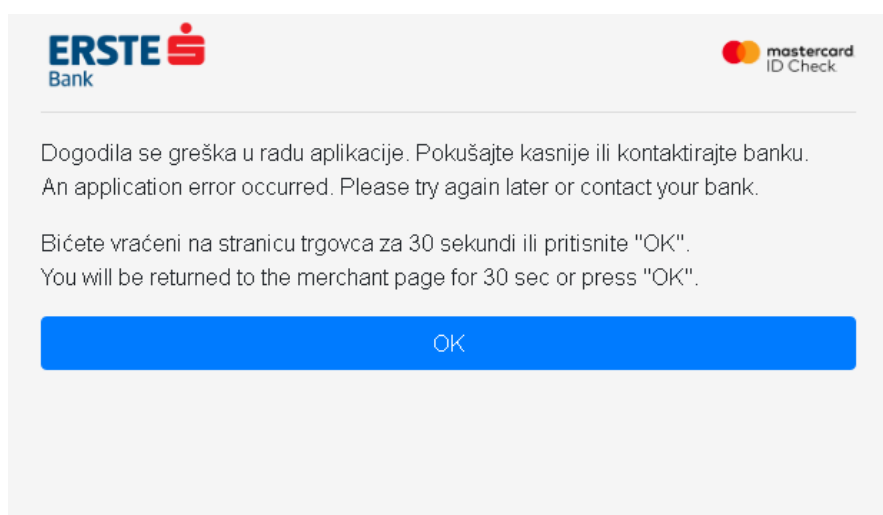 ERSTE
Bank
mastercard
ID Check
Dogodila se greška u radu aplikacije. Pokušajte kasnije ili kontaktirajte banku.
An application error occurred. Please try again later or contact your bank.
Bićete vraćeni na stranicu trgovca za 30 sekundi ili pritisnite "OK".
You will be returned to the merchant page for 30 sec or press "OK".
OK